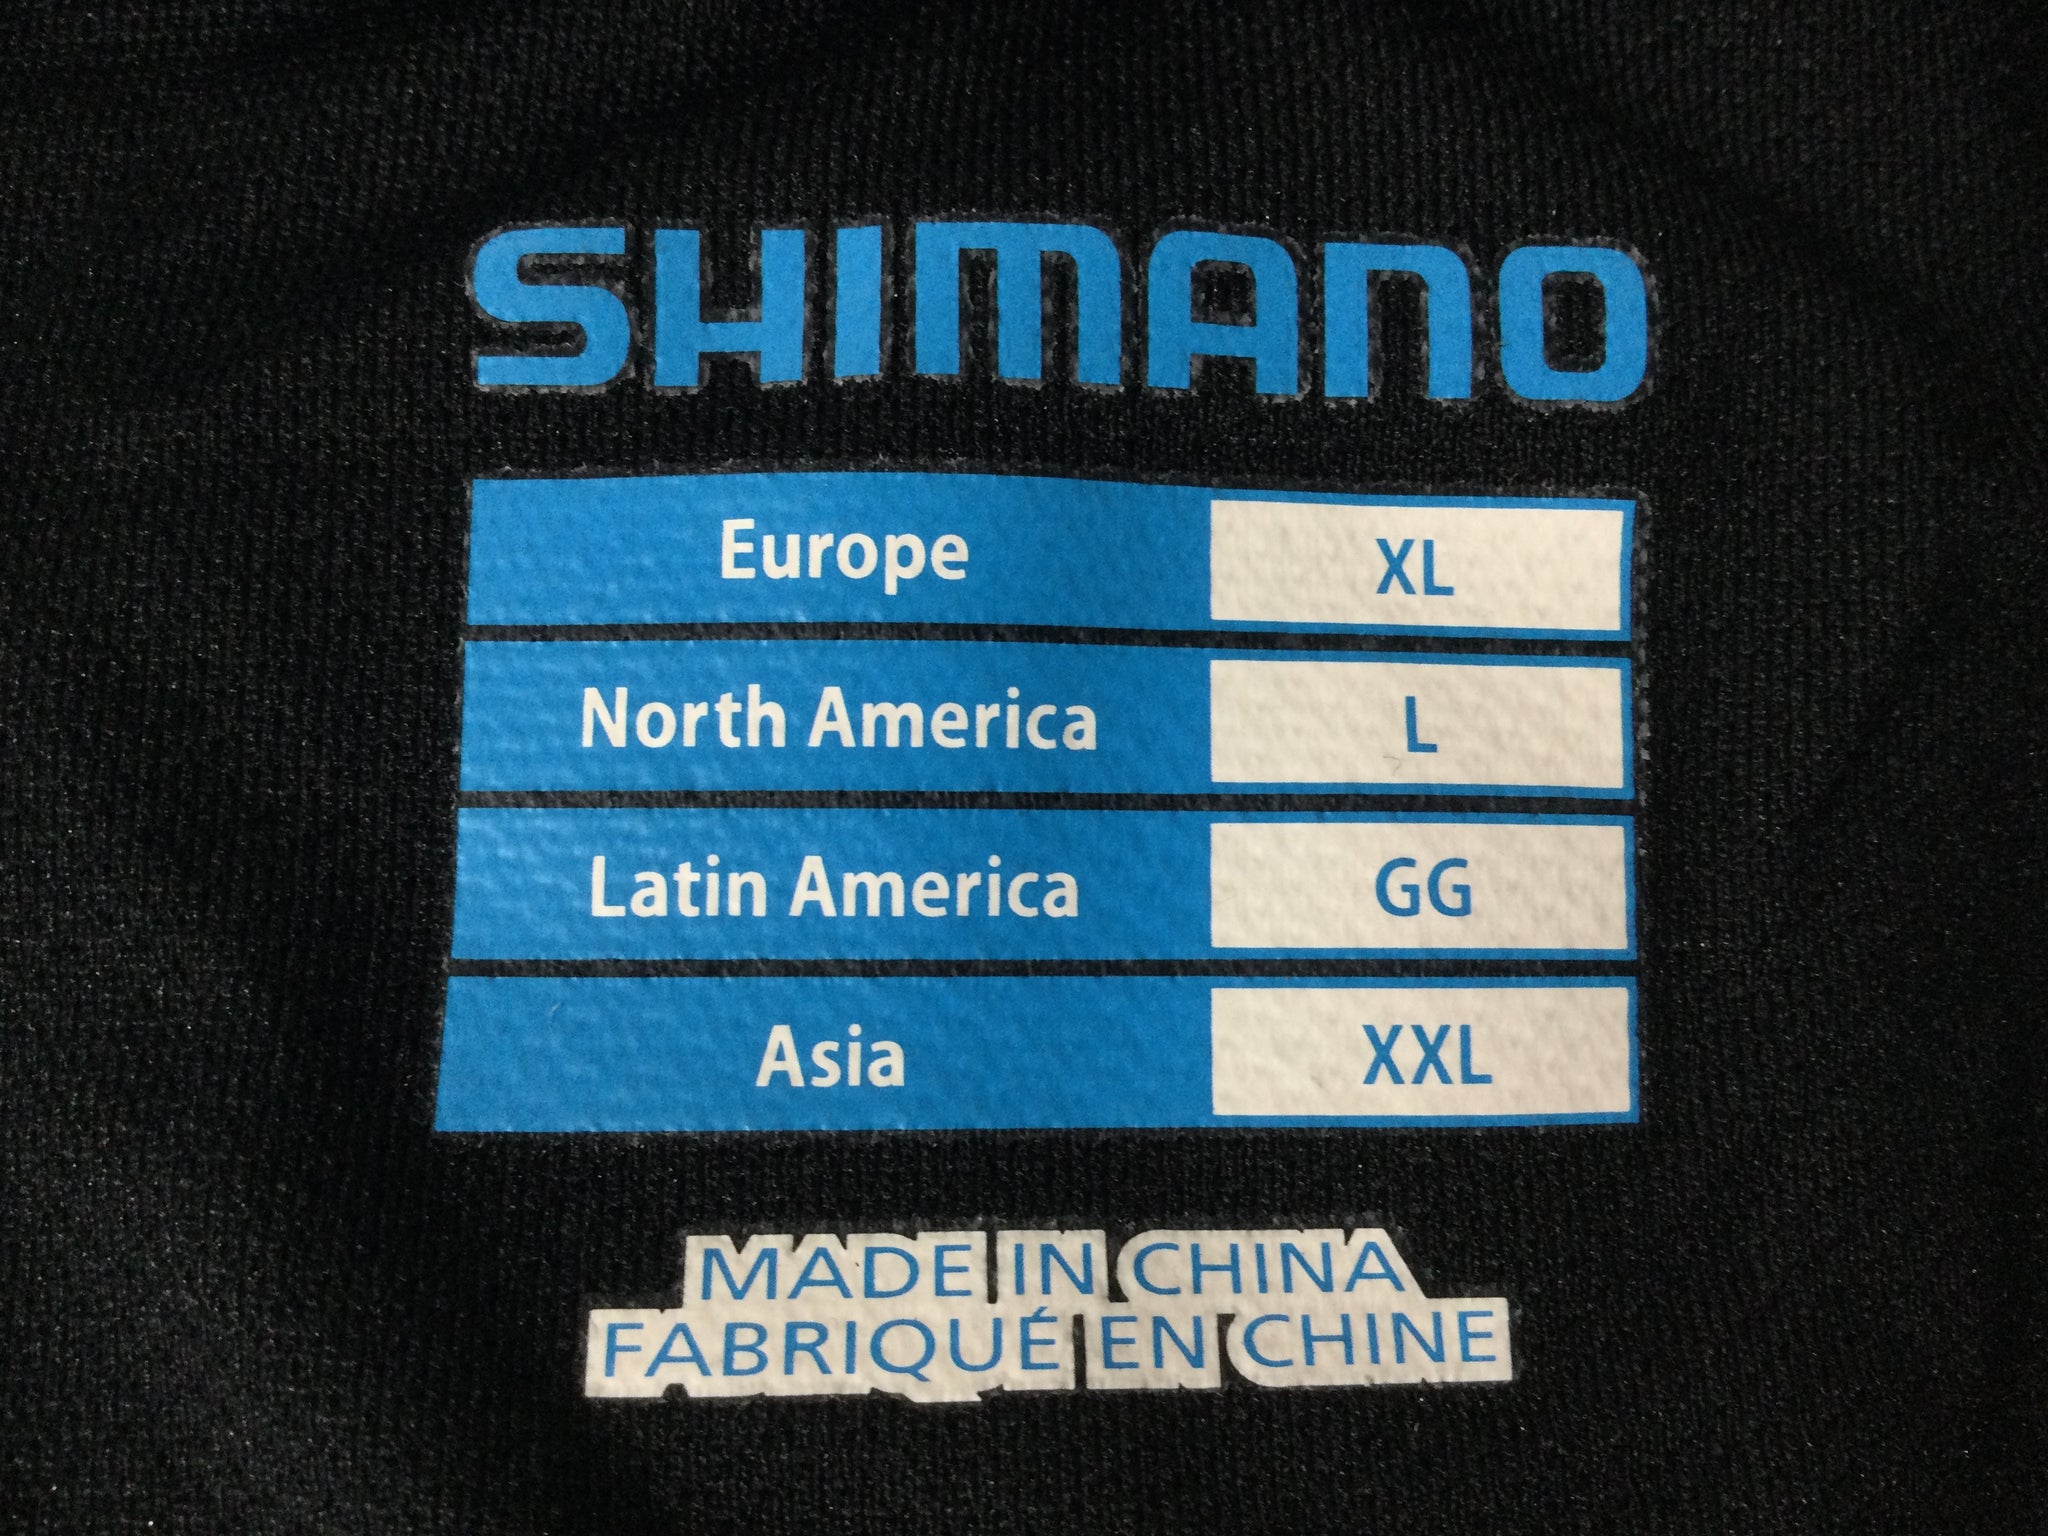 SHIMANO
Europe XL
North America L
Latin America GG
Asia XXL
MADE IN CHINA
FABRIQUÉ EN CHINE